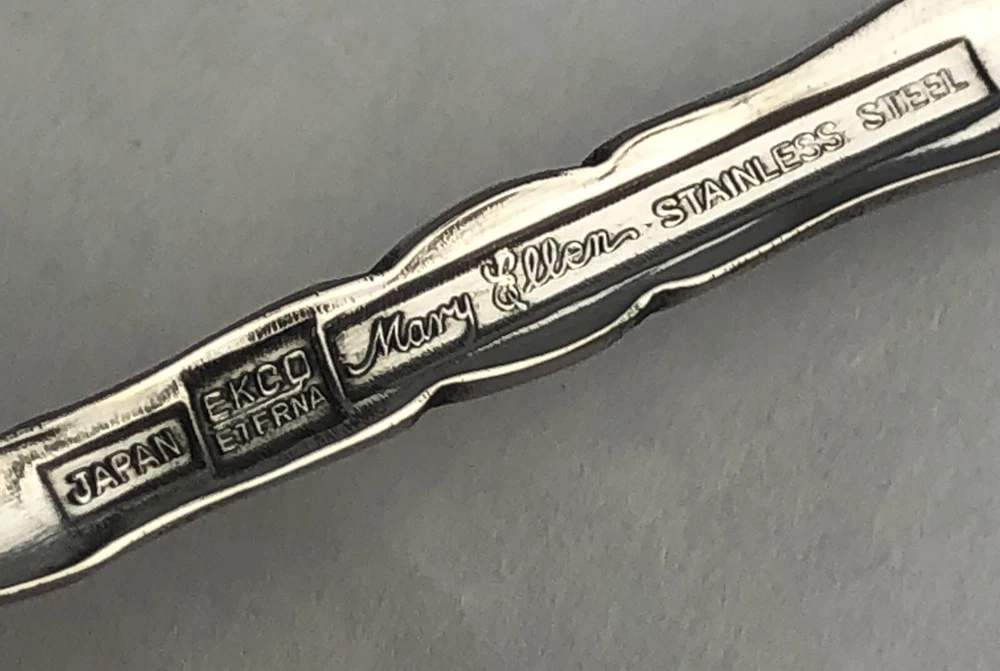 JAPAN
EKCO
ETERNA
Mary Ellen STAINLESS STEEL